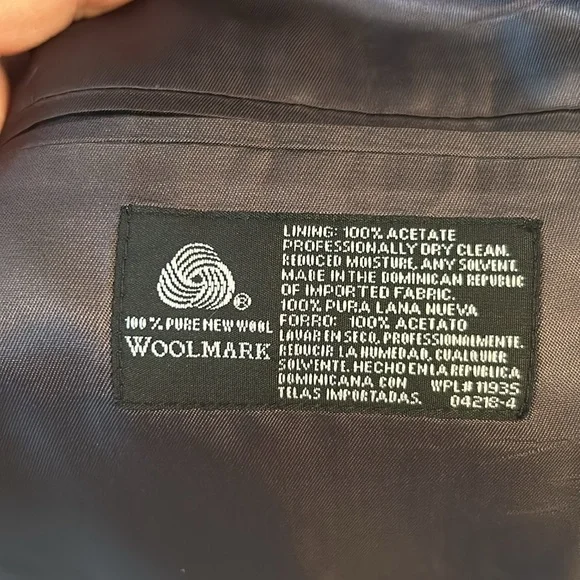 ®
100% PURE NEW WOOL
WOOLMARK
LINING: 100% ACETATE
PROFESSIONALLY DRY CLEAN.
REDUCED MOISTURE. ANY SOLVENT.
MADE IN THE DOMINICAN REPUBLIC
OF IMPORTED FABRIC.
100% PURA LANA NUEVA
FORRO: 100% ACETATO
LAVAR EN SECO, PROFESIONALMENTE.
REDUCIR LA HUMEDAD, CUALQUIER
SOLVENTE. HECHO EN LA REPUBLICA
DOMINICANA CON WPL# 11935
TELAS IMPORTADAS. 04218-4